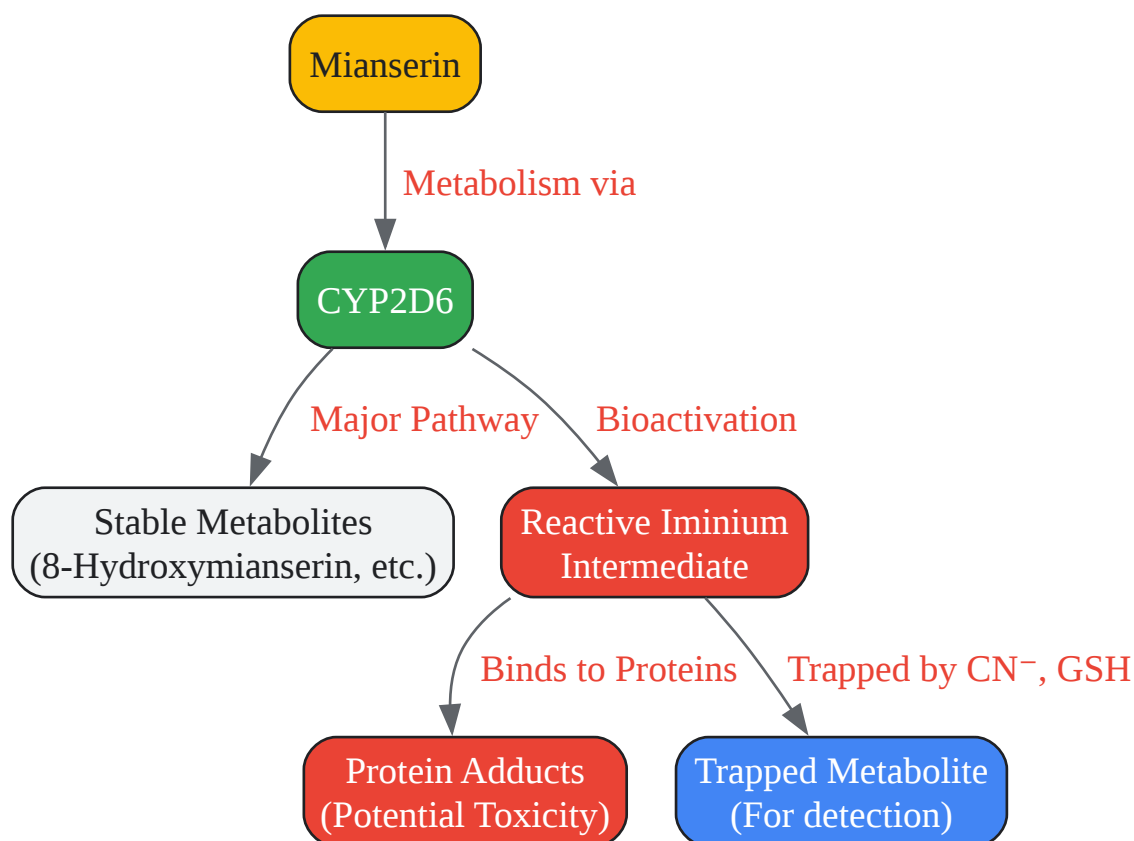 Mianserin
Metabolism via
CYP2D6
Major Pathway
Bioactivation
Stable Metabolites
(8-Hydroxymianserin, etc.)
Reactive Iminium
Intermediate
Binds to Proteins
Trapped by CN⁻, GSH
Protein Adducts
(Potential Toxicity)
Trapped Metabolite
(For detection)